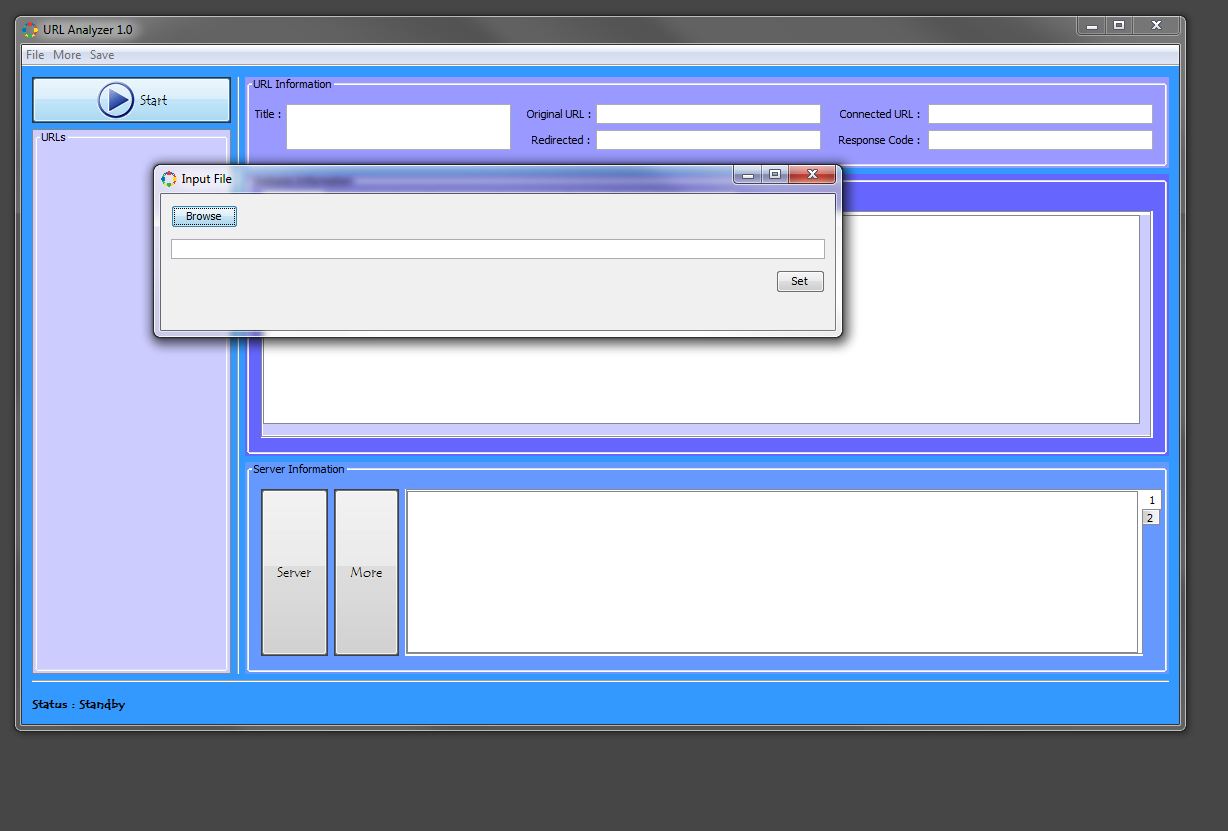 URL Analyzer 1.0
File More Save
Start
URLs
URL Information
Title :
Original URL :
Connected URL :
Redirected :
Response Code :
Input File
Browse
Set
Server Information
Server
More
1
2
Status : Standby